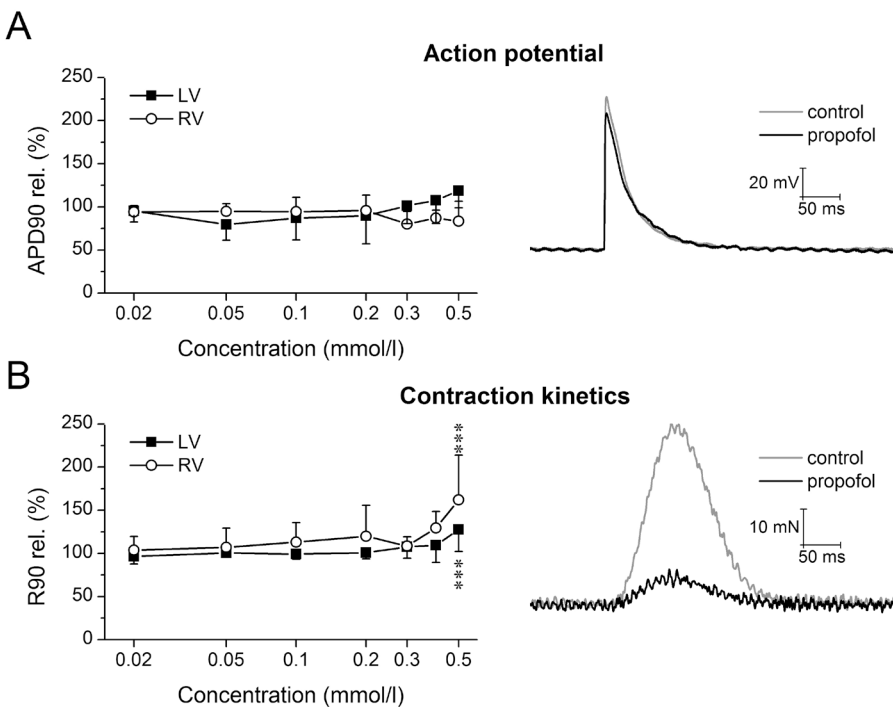 A
Action potential
250
200
150
100
50
0
APD90 rel. (%)
LV
RV
0.02 0.05 0.1 0.2 0.3 0.5
Concentration (mmol/l)
control
propofol
20 mV
50 ms
B
Contraction kinetics
250
200
150
100
50
0
R90 rel. (%)
LV
RV
***
***
0.02 0.05 0.1 0.2 0.3 0.5
Concentration (mmol/l)
control
propofol
10 mN
50 ms